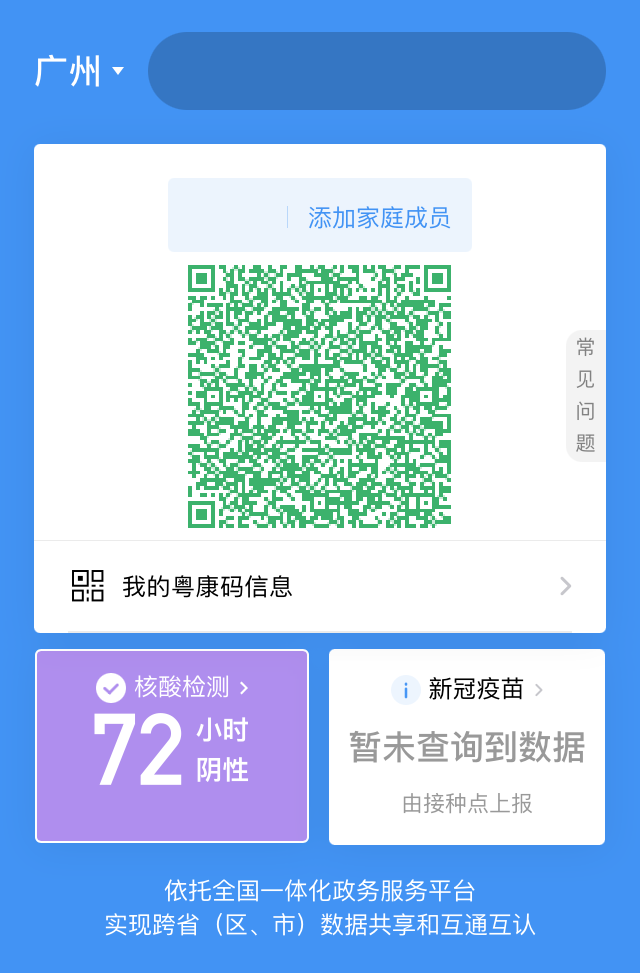 广州
添加家庭成员
常见问题
我的粤康码信息
核酸检测
72 小时
阴性
新冠疫苗
暂未查询到数据
由接种点上报
依托全国一体化政务服务平台
实现跨省（区、市）数据共享和互通互认